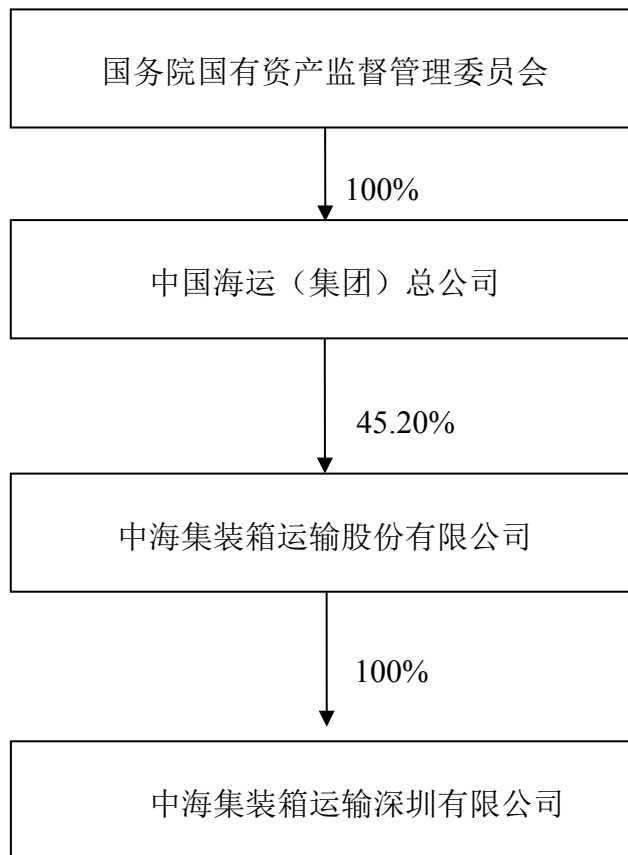 国务院国有资产监督管理委员会
100%
中国海运（集团）总公司
45.20%
中海集装箱运输股份有限公司
100%
中海集装箱运输深圳有限公司